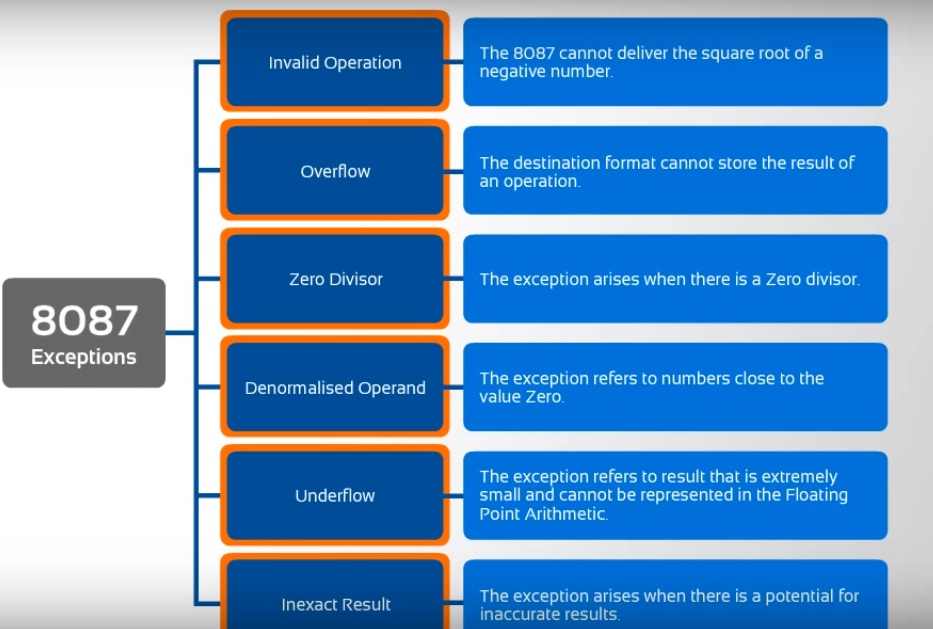 8087
Exceptions
Invalid Operation
The 8087 cannot deliver the square root of a
negative number.
Overflow
The destination format cannot store the result of
an operation.
Zero Divisor
The exception arises when there is a Zero divisor.
Denormalised Operand
The exception refers to numbers close to the
value Zero.
Underflow
The exception refers to result that is extremely
small and cannot be represented in the Floating
Point Arithmetic.
Inexact Result
The exception arises when there is a potential for
inaccurate results.